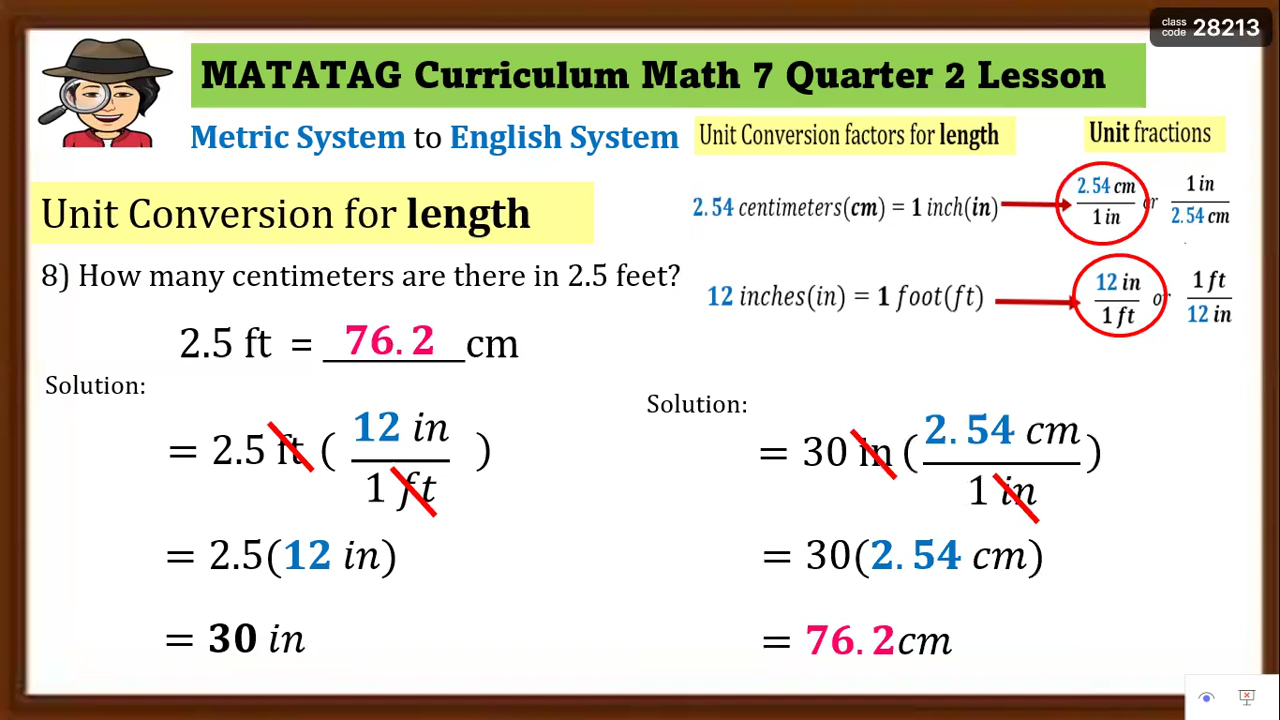 class code 28213
MATATAG Curriculum Math 7 Quarter 2 Lesson
Metric System to English System
Unit Conversion factors for length
Unit fractions
Unit Conversion for length
2.54 centimeters(cm) = 1 inch(in)
2.54 cm / 1 in or 1 in / 2.54 cm
8) How many centimeters are there in 2.5 feet?
12 inches(in) = 1 foot(ft)
12 in / 1 ft or 1 ft / 12 in
2.5 ft = 76.2 cm
Solution:
= 2.5 ft ( 12 in / 1 ft )
= 2.5(12 in)
= 30 in
Solution:
= 30 in ( 2.54 cm / 1 in )
= 30(2.54 cm)
= 76.2cm